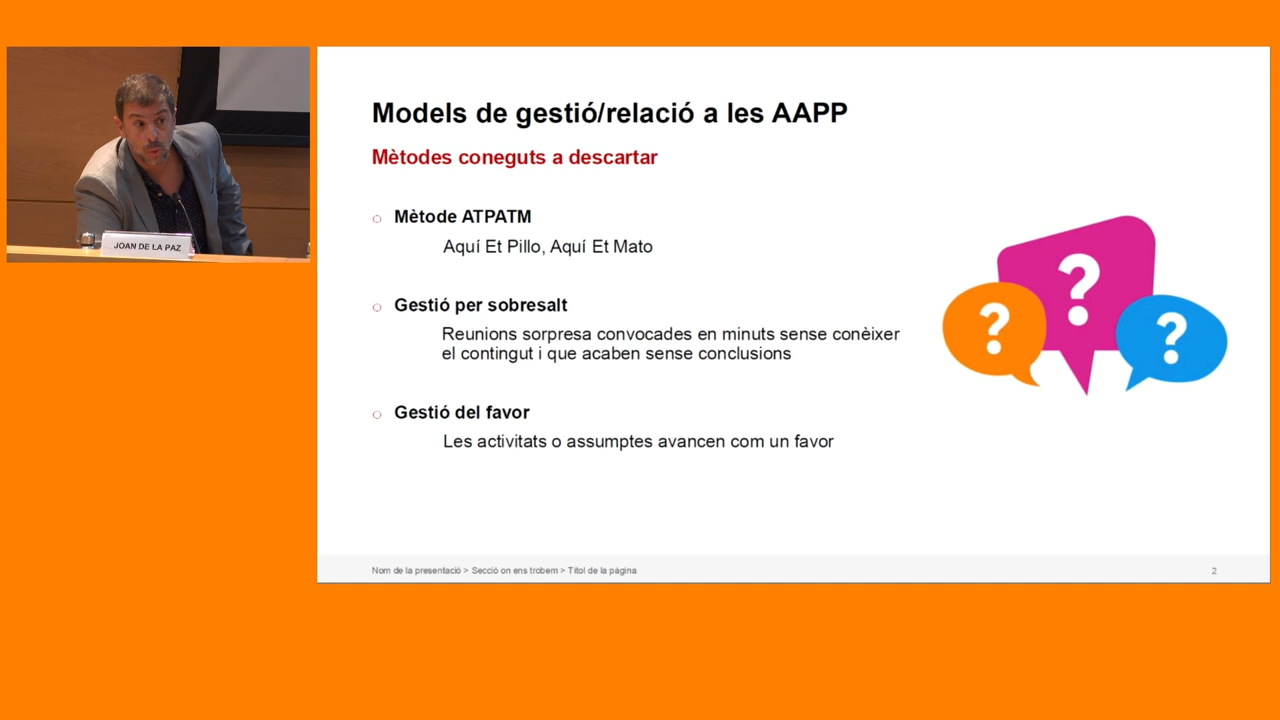 JOAN DE LA PAZ
Models de gestió/relació a les AAPP
Mètodes coneguts a descartar
Mètode ATPATM
Aquí Et Pillo, Aquí Et Mato
Gestió per sobresalt
Reunions sorpresa convocades en minuts sense conèixer
el contingut i que acaben sense conclusions
Gestió del favor
Les activitats o assumptes avancen com un favor
? ? ?
Nom de la presentació > Secció on ens trobem > Títol de la pàgina
2